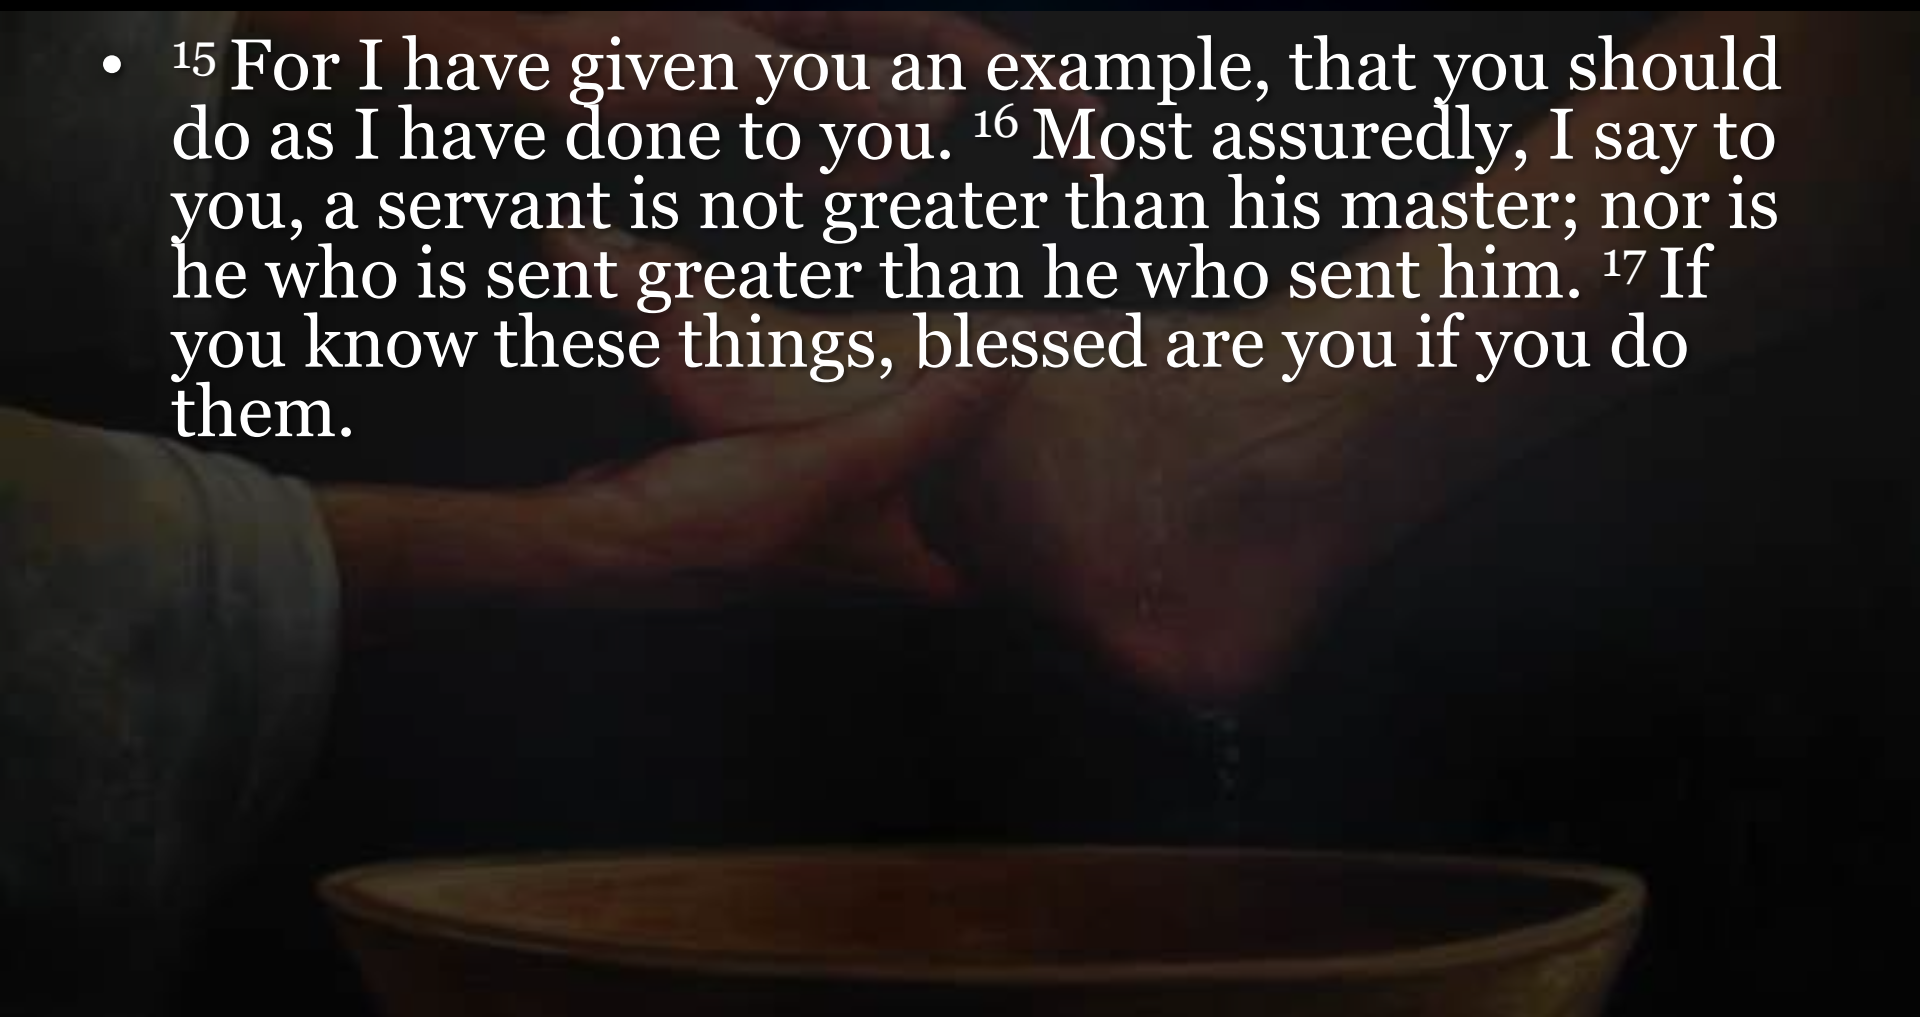 • ¹⁵ For I have given you an example, that you should
do as I have done to you. ¹⁶ Most assuredly, I say to
you, a servant is not greater than his master; nor is
he who is sent greater than he who sent him. ¹⁷ If
you know these things, blessed are you if you do
them.